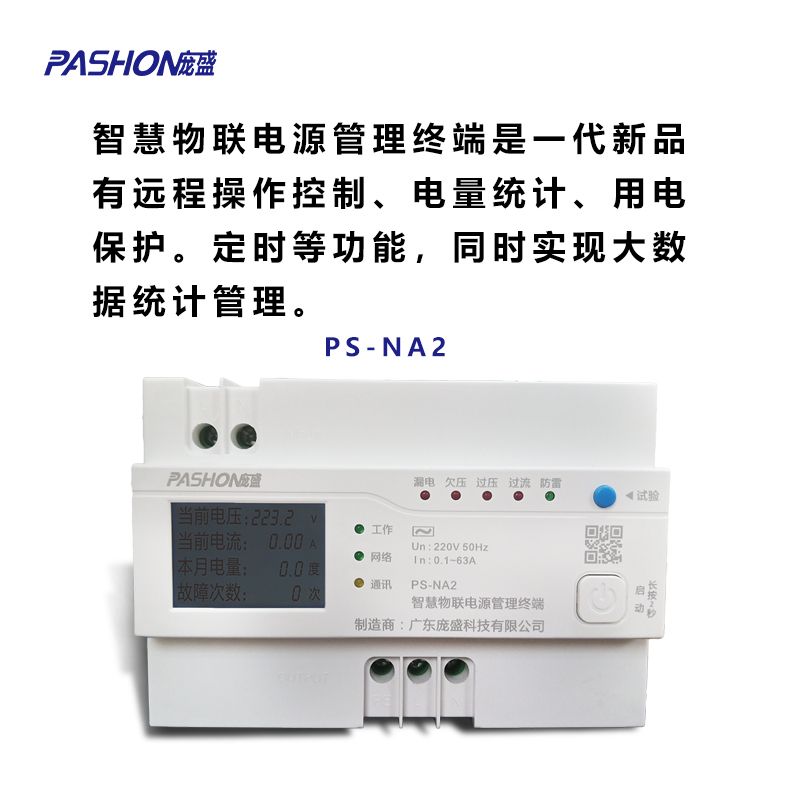 PASHON庞盛
智慧物联电源管理终端是一代新品
有远程操作控制、电量统计、用电
保护。定时等功能，同时实现大数
据统计管理。
PS-NA2
L N
PASHON庞盛
漏电 欠压 过压 过流 防雷
◀试验
当前电压:223.2 V
当前电流: 0.00 A
本月电量: 0.0 度
故障次数: 0 次
工作
网络
通讯
Un:220V 50Hz
In:0.1~63A
PS-NA2
智慧物联电源管理终端
制造商:广东庞盛科技有限公司
长按2秒
启动
OUTPUT
PE L N